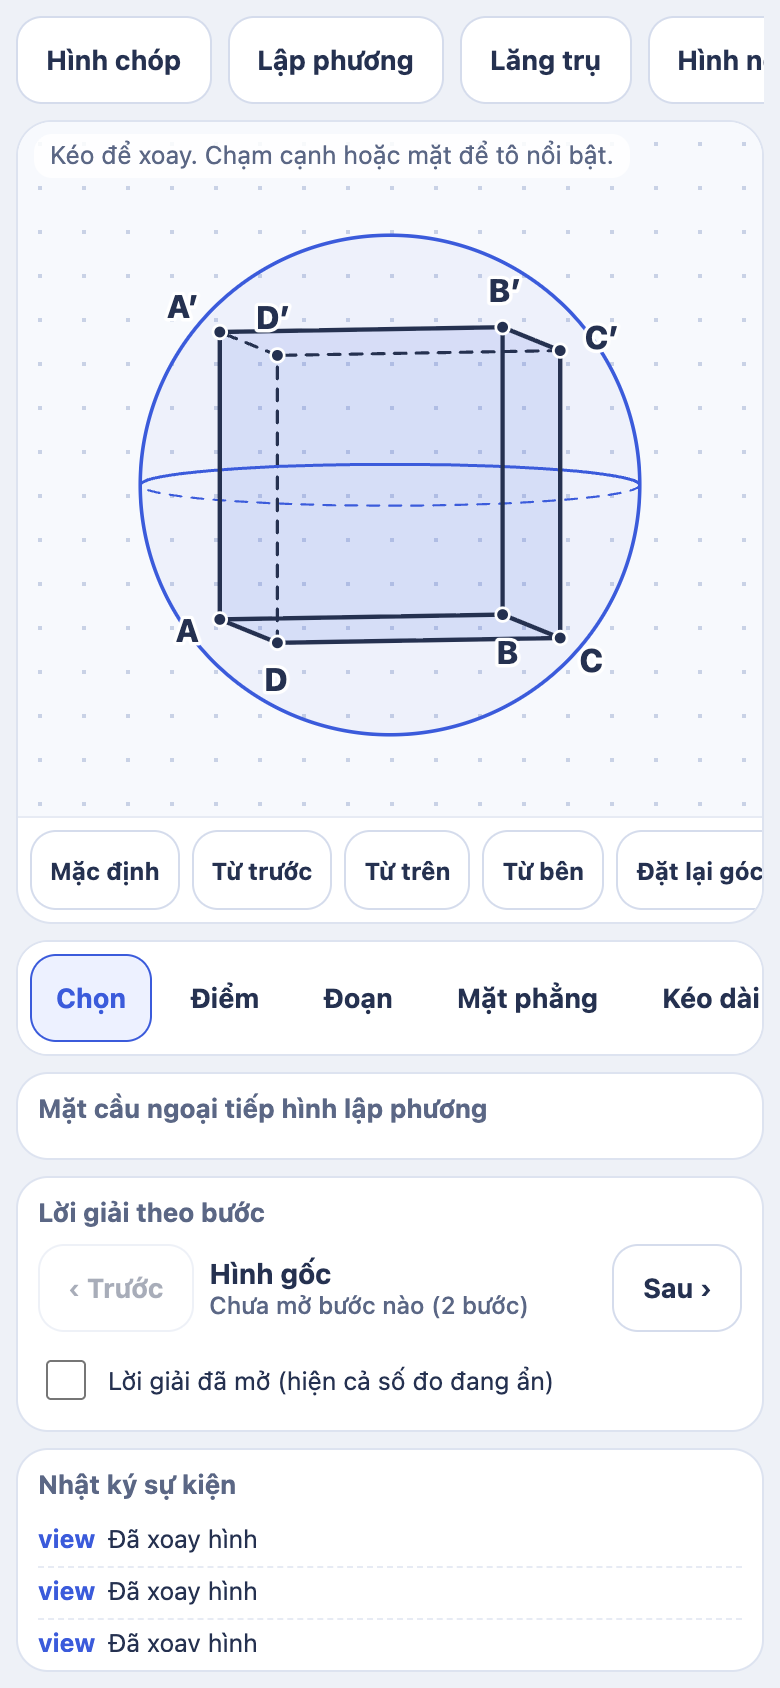 Hình chóp
Lập phương
Lăng trụ
Hình n
Kéo để xoay. Chạm cạnh hoặc mặt để tô nổi bật.
A′
D′
B′
C′
A
D
B
C
Mặc định
Từ trước
Từ trên
Từ bên
Đặt lại góc
Chọn
Điểm
Đoạn
Mặt phẳng
Kéo dài
Mặt cầu ngoại tiếp hình lập phương
Lời giải theo bước
‹ Trước
Hình gốc
Chưa mở bước nào (2 bước)
Sau ›
Lời giải đã mở (hiện cả số đo đang ẩn)
Nhật ký sự kiện
view Đã xoay hình
view Đã xoay hình
view Đã xoay hình